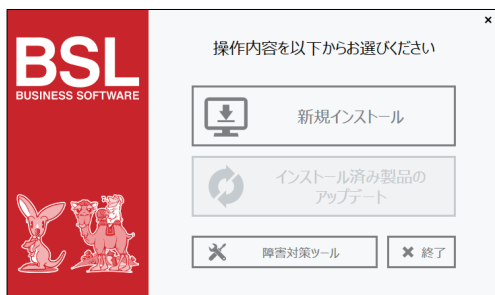 BSL
BUSINESS SOFTWARE
操作内容を以下からお選びください
新規インストール
インストール済み製品の
アップデート
障害対策ツール
終了